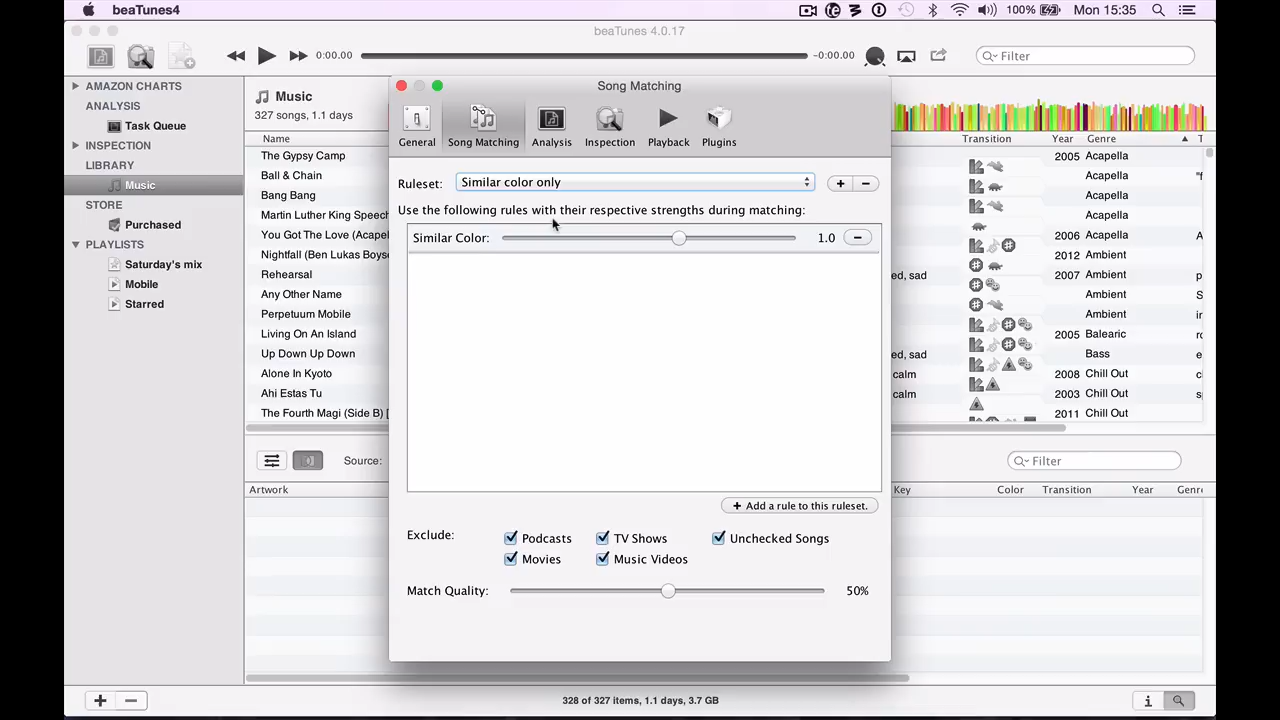 beaTunes4
100%
Mon 15:35
beaTunes 4.0.17
0:00.00
−0:00.00
Filter
AMAZON CHARTS
ANALYSIS
Task Queue
INSPECTION
LIBRARY
Music
STORE
Purchased
PLAYLISTS
Saturday's mix
Mobile
Starred
Music
327 songs, 1.1 days
Name
Transition Year Genre
The Gypsy Camp 2005 Acapella
Ball & Chain Acapella
Bang Bang Acapella
Martin Luther King Speech Acapella
You Got The Love (Acapel 2006 Acapella
Nightfall (Ben Lukas Boyse 2012 Ambient
Rehearsal ed, sad 2007 Ambient
Any Other Name Ambient
Perpetuum Mobile Ambient
Living On An Island 2005 Balearic
Up Down Up Down ed, sad Bass
Alone In Kyoto calm 2008 Chill Out
Ahi Estas Tu calm 2003 Chill Out
The Fourth Magi (Side B) [ 2011 Chill Out
Song Matching
General Song Matching Analysis Inspection Playback Plugins
Ruleset: Similar color only
Use the following rules with their respective strengths during matching:
Similar Color: 1.0
Add a rule to this ruleset.
Exclude: Podcasts TV Shows Unchecked Songs
Movies Music Videos
Match Quality: 50%
Source:
Filter
Artwork
Key Color Transition Year Genre
328 of 327 items, 1.1 days, 3.7 GB